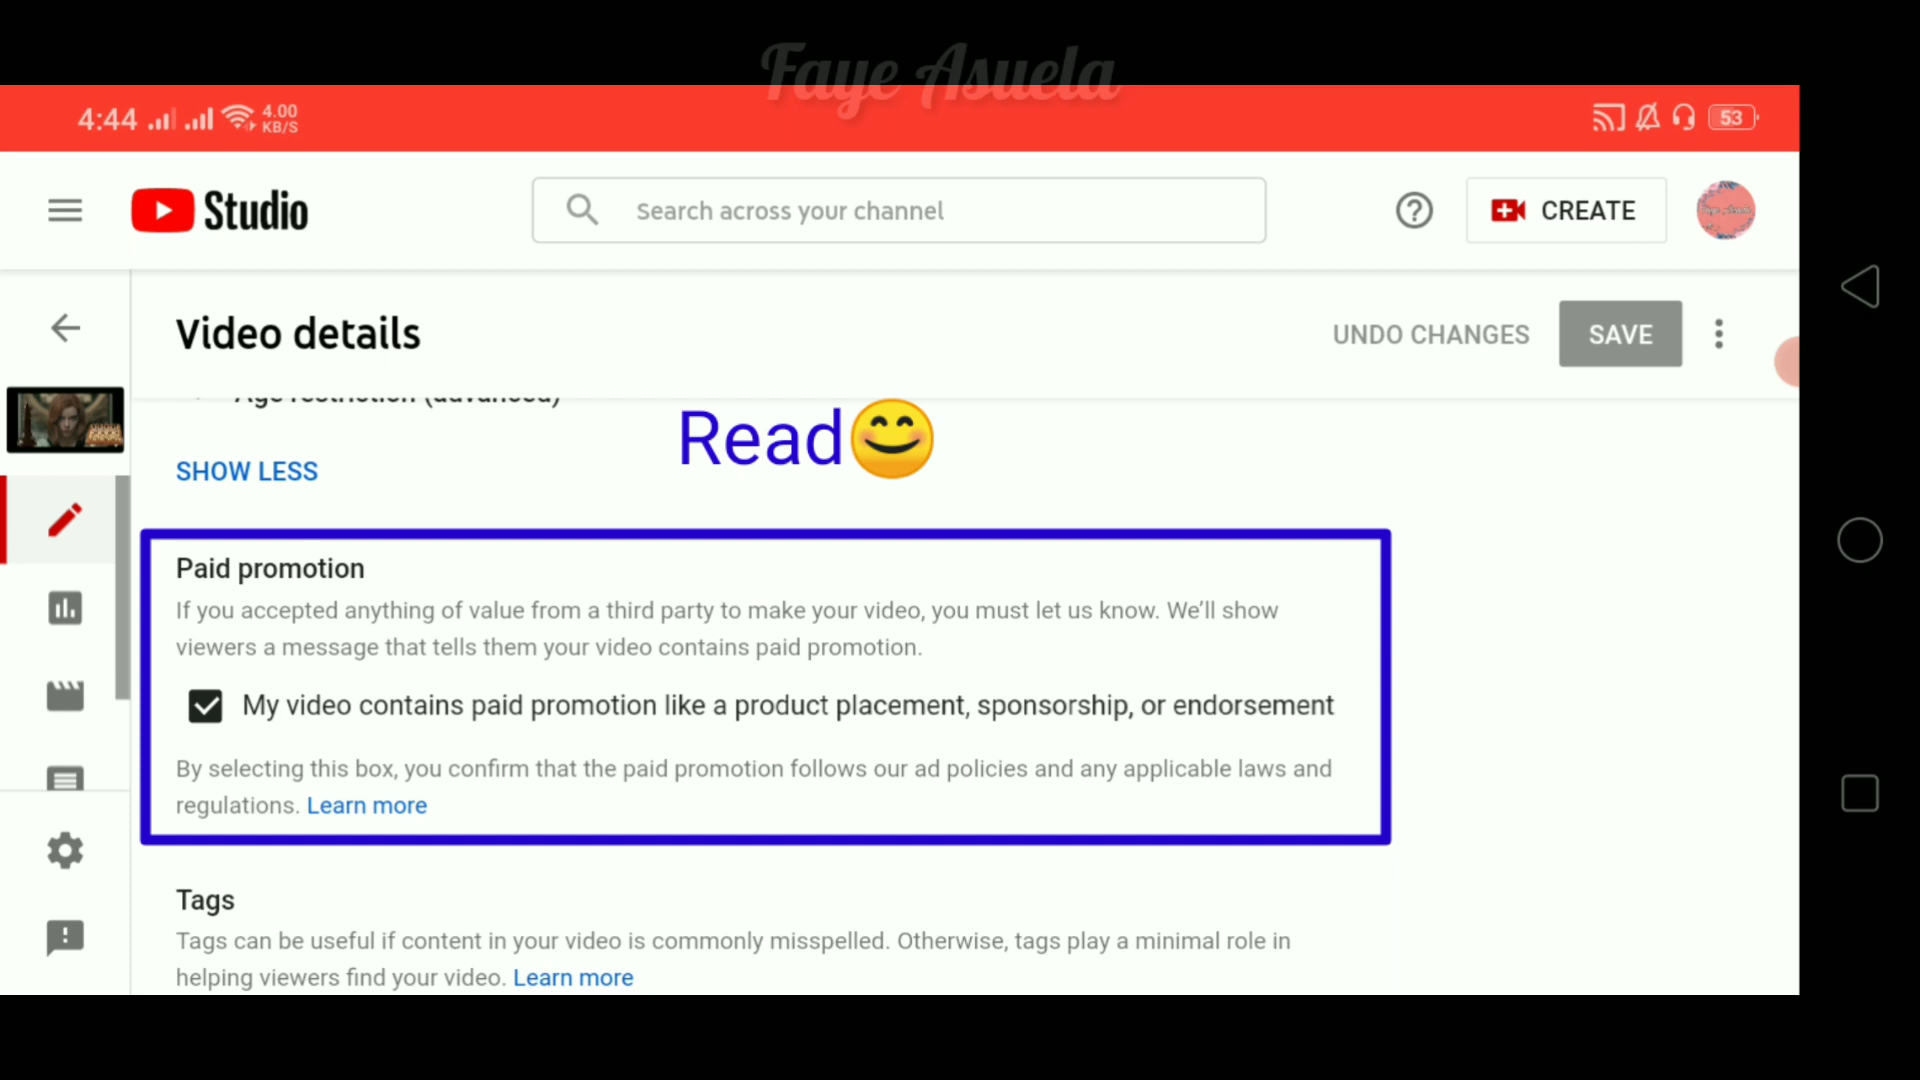 Faye Asuela
4:44 4.00 KB/S 53
Studio
Search across your channel
CREATE
Video details
UNDO CHANGES
SAVE
Age restriction (advanced)
Read😊
SHOW LESS
Paid promotion
If you accepted anything of value from a third party to make your video, you must let us know. We’ll show
viewers a message that tells them your video contains paid promotion.
My video contains paid promotion like a product placement, sponsorship, or endorsement
By selecting this box, you confirm that the paid promotion follows our ad policies and any applicable laws and
regulations. Learn more
Tags
Tags can be useful if content in your video is commonly misspelled. Otherwise, tags play a minimal role in
helping viewers find your video. Learn more